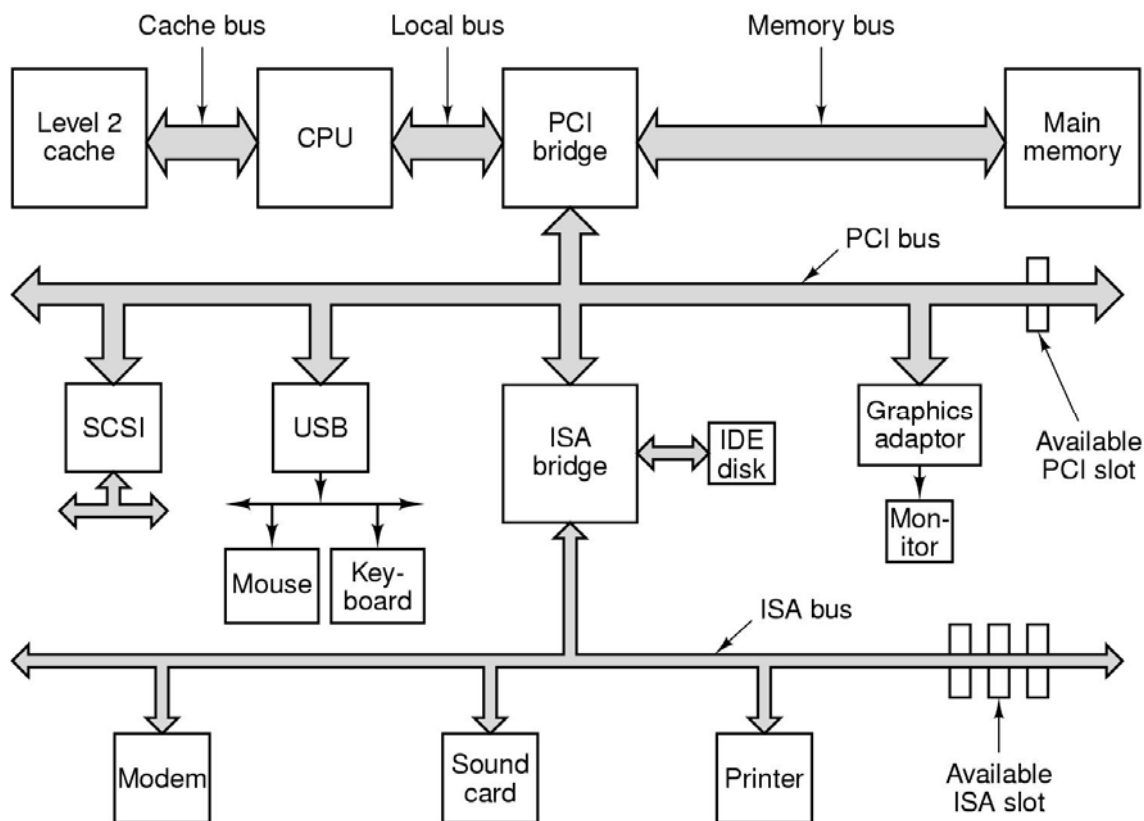 Cache bus
Local bus
Memory bus
Level 2
cache
CPU
PCI
bridge
Main
memory
PCI bus
SCSI
USB
ISA
bridge
IDE
disk
Graphics
adaptor
Available
PCI slot
Mon-
itor
Mouse
Key-
board
ISA bus
Modem
Sound
card
Printer
Available
ISA slot